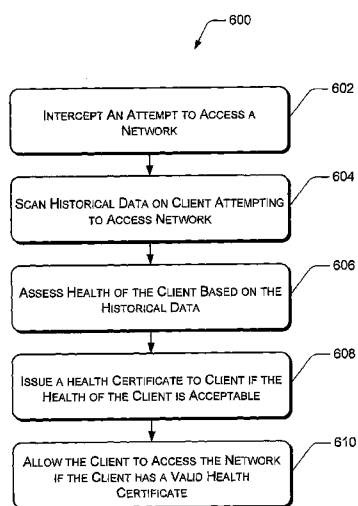 600
602
INTERCEPT AN ATTEMPT TO ACCESS A
NETWORK
604
SCAN HISTORICAL DATA ON CLIENT ATTEMPTING
TO ACCESS NETWORK
606
ASSESS HEALTH OF THE CLIENT BASED ON THE
HISTORICAL DATA
608
ISSUE A HEALTH CERTIFICATE TO CLIENT IF THE
HEALTH OF THE CLIENT IS ACCEPTABLE
610
ALLOW THE CLIENT TO ACCESS THE NETWORK
IF THE CLIENT HAS A VALID HEALTH
CERTIFICATE